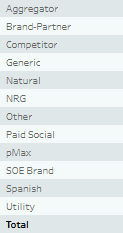 Aggregator
Brand-Partner
Competitor
Generic
Natural
NRG
Other
Paid Social
pMax
SOE Brand
Spanish
Utility
Total